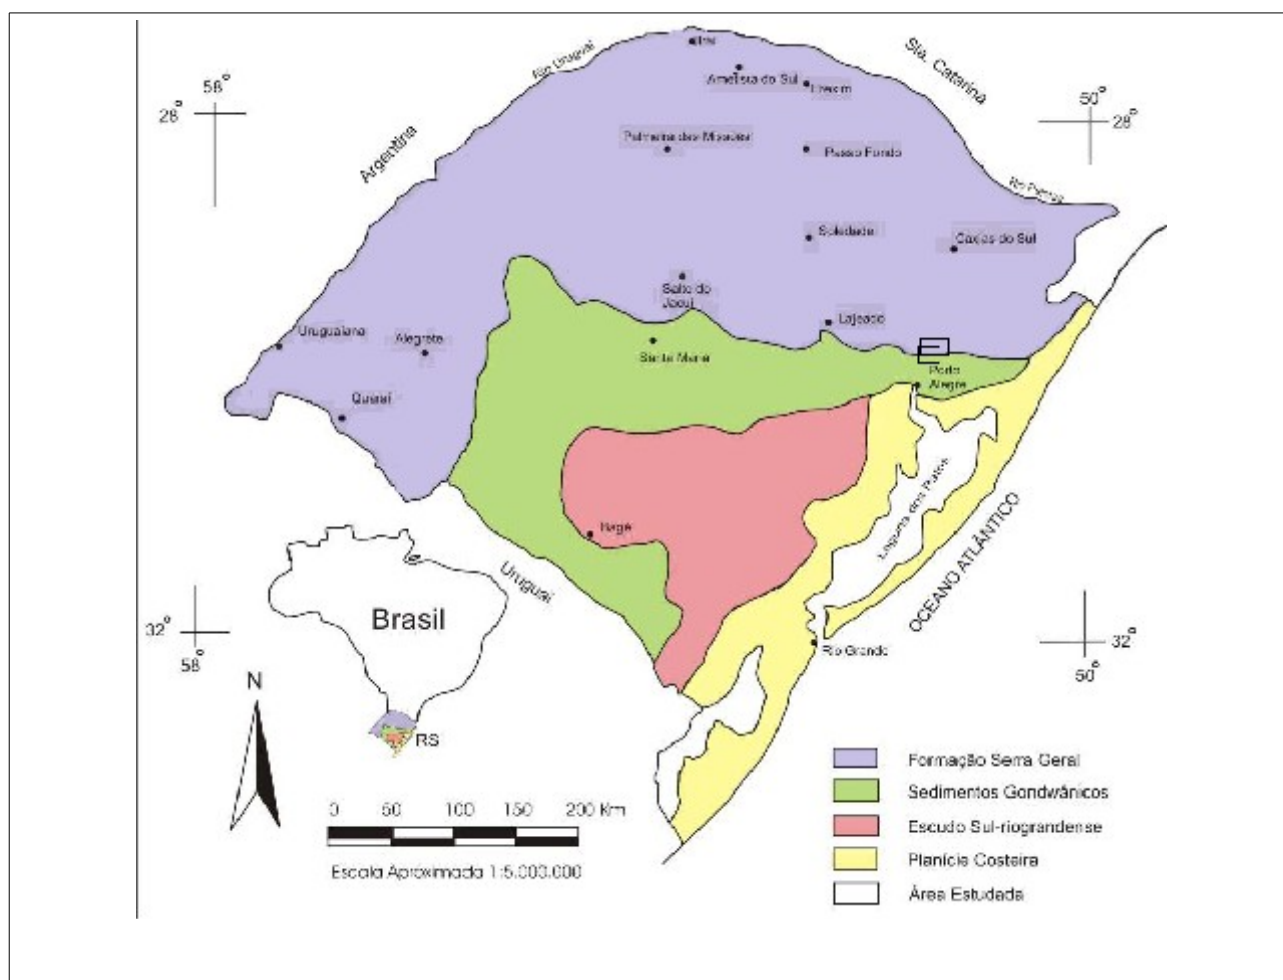 58°
28°
Rio Uruguai
Sta. Catarina
Iraí
Ametista do Sul
Erexim
50°
28°
Argentina
Palmeira das Missões
Passo Fundo
Rio Pelotas
Soledade
Caxias do Sul
Salto do
Jacuí
Lajeado
Uruguaiana
Alegrete
Santa Maria
Porto
Alegre
Quaraí
Laguna dos Patos
OCEANO ATLÂNTICO
Bagé
Uruguai
Brasil
32°
58°
Rio Grande
32°
50°
N
RS
Formação Serra Geral
Sedimentos Gondwânicos
Escudo Sul-riograndense
Planície Costeira
Área Estudada
0 50 100 150 200 Km
Escala Aproximada 1:5.000.000